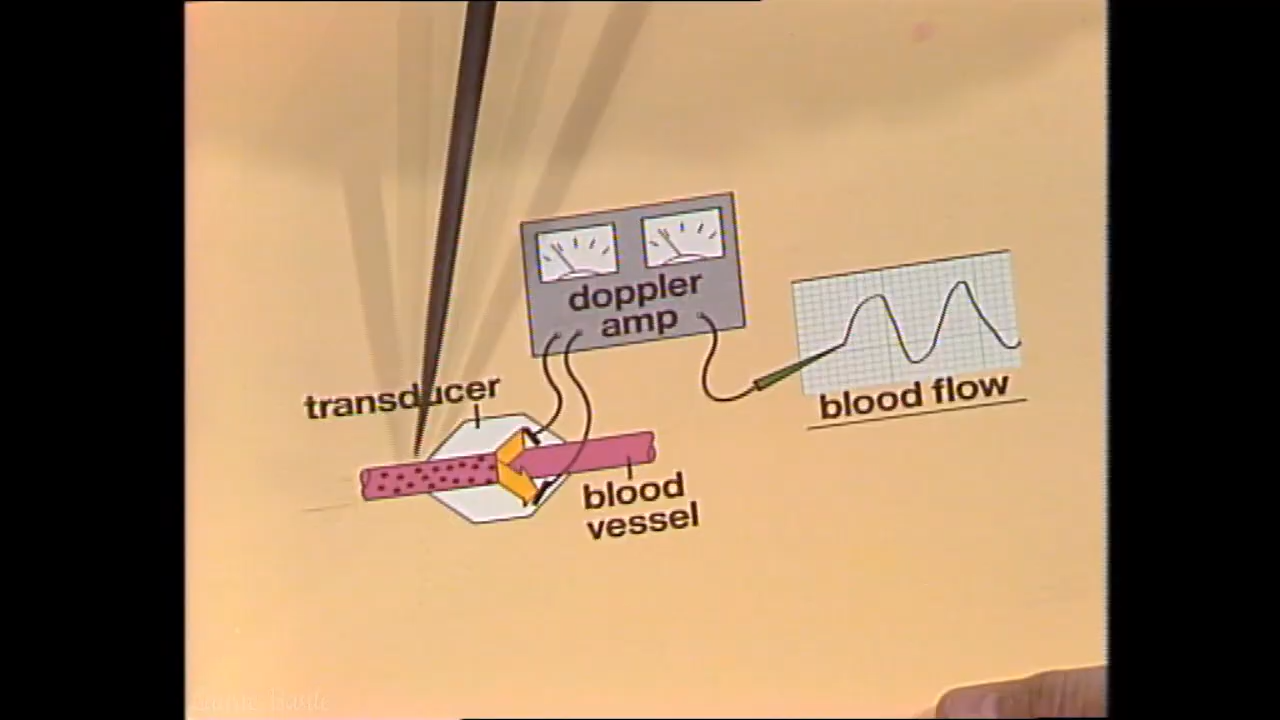 doppler
amp
transducer
blood flow
blood
vessel